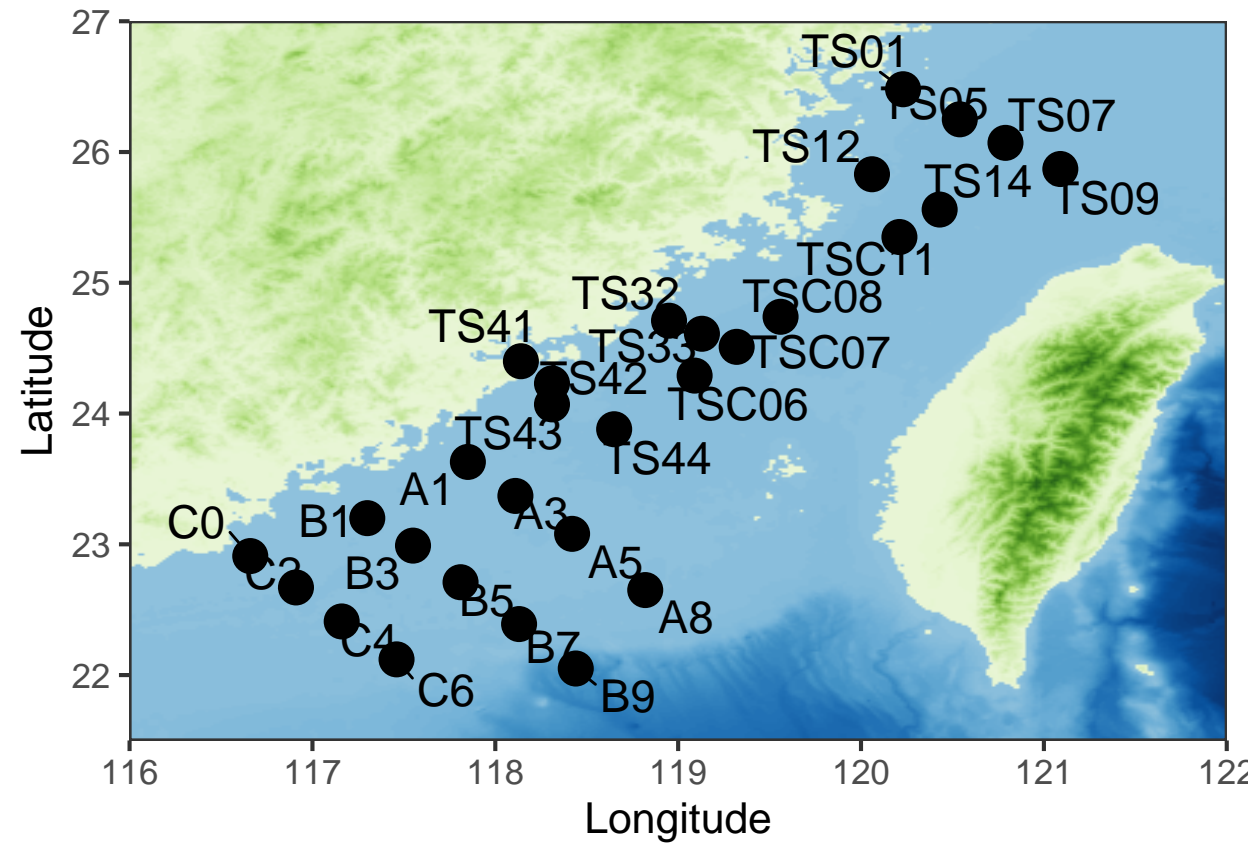 27
TS01
TS05
TS07
26
TS12
TS14
TS09
TSC11
25
TS32
TSC08
TS41
TS33
TSC07
TS42
TSC06
24
TS43
TS44
A1
A3
C0
B1
23
C2
B3
A5
B5
A8
C4
B7
22
C6
B9
116
117
118
119
120
121
122
Latitude
Longitude